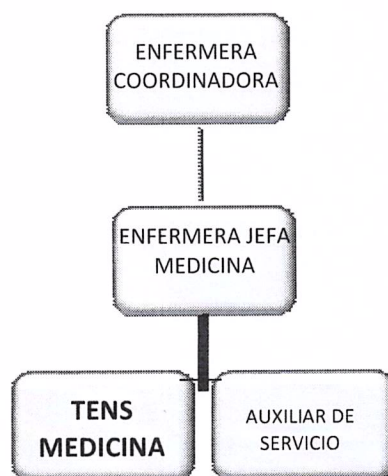 ENFERMERA
COORDINADORA
ENFERMERA JEFA
MEDICINA
TENS
MEDICINA
AUXILIAR DE
SERVICIO